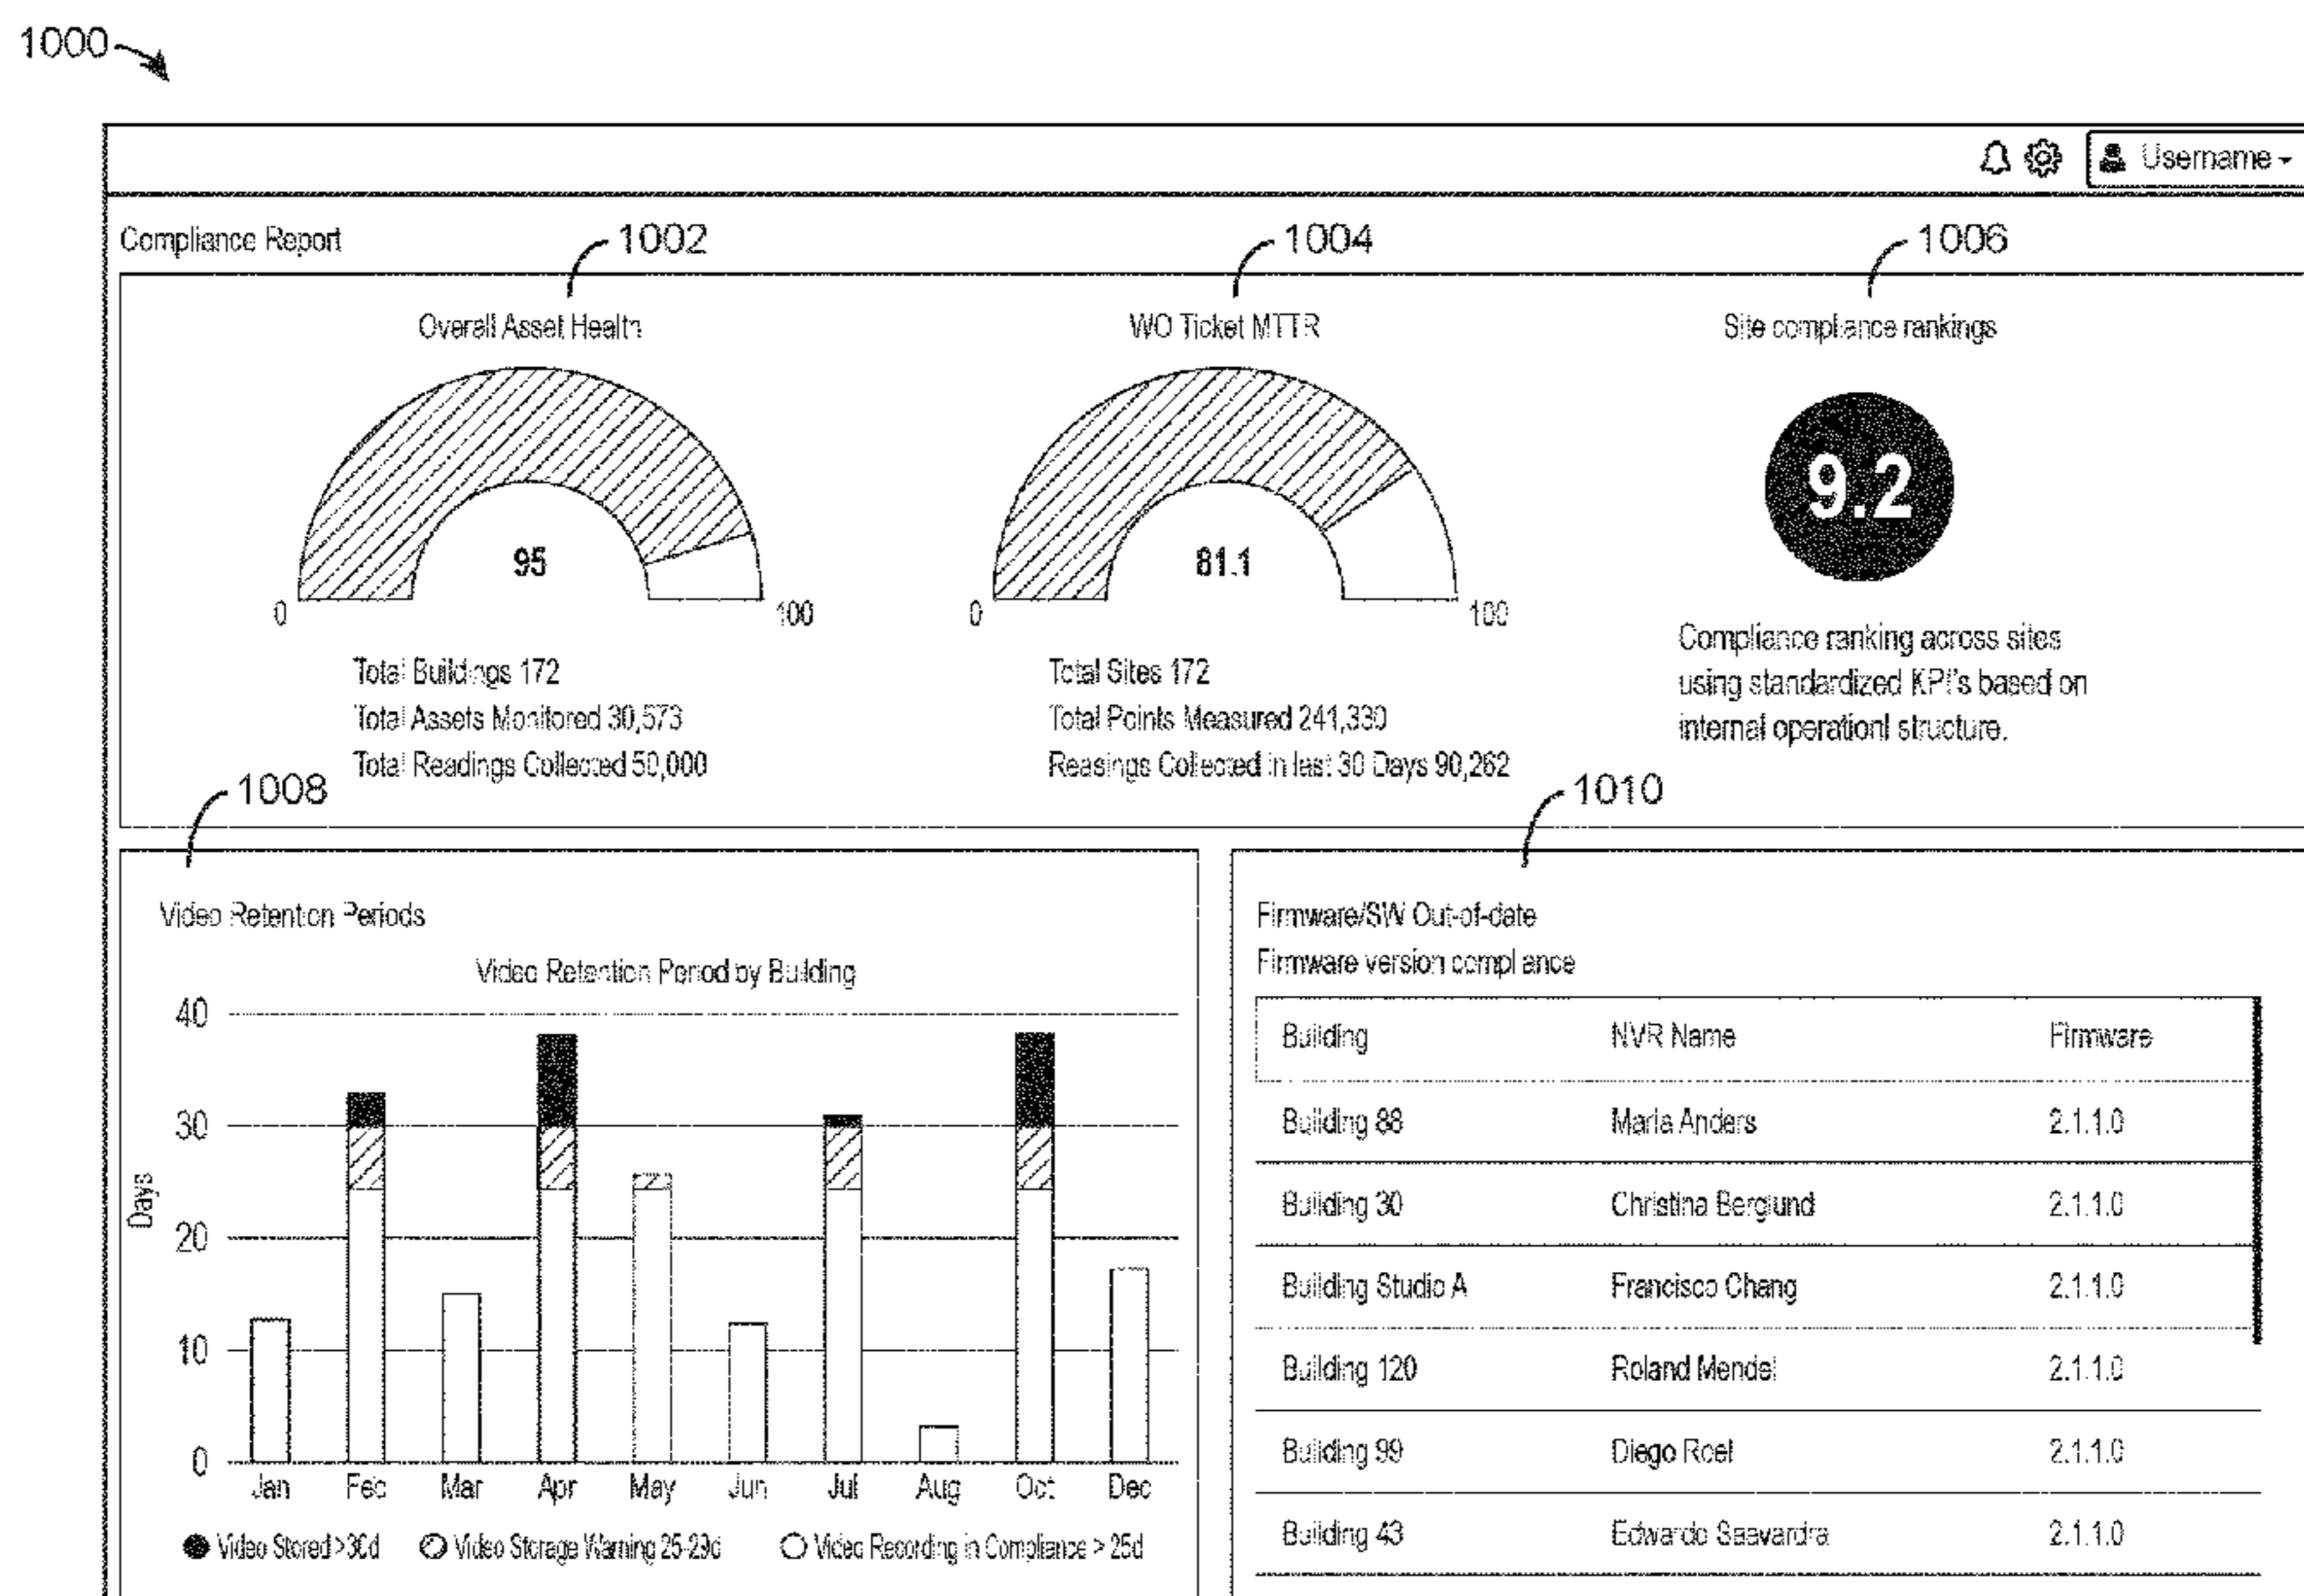 1000
Username
Compliance Report
1002
1004
1006
Overall Asset Health
WO Ticket MTTR
Site compliance rankings
9.2
95
81.1
0
100
0
100
Total Buildings 172
Total Assets Monitored 30,573
Total Readings Collected 50,000
Total Sites 172
Total Points Measured 241,330
Reasings Collected in last 30 Days 90,262
Compliance ranking across sites
using standardized KPI's based on
internal operationl structure.
1008
1010
Video Retention Periods
Video Retention Period by Building
40
30
20
10
0
Days
Jan Feb Mar Apr May Jun Jul Aug Oct Dec
Video Stored >30d Video Storage Warning 25-29d Video Recording in Compliance > 25d
Firmware/SW Out-of-date
Firmware version compliance
Building NVR Name Firmware
Building 88 Maria Anders 2.1.1.0
Building 30 Christina Berglund 2.1.1.0
Building Studio A Francisco Chang 2.1.1.0
Building 120 Roland Mendel 2.1.1.0
Building 99 Diego Roel 2.1.1.0
Building 43 Edwardo Saavardra 2.1.1.0